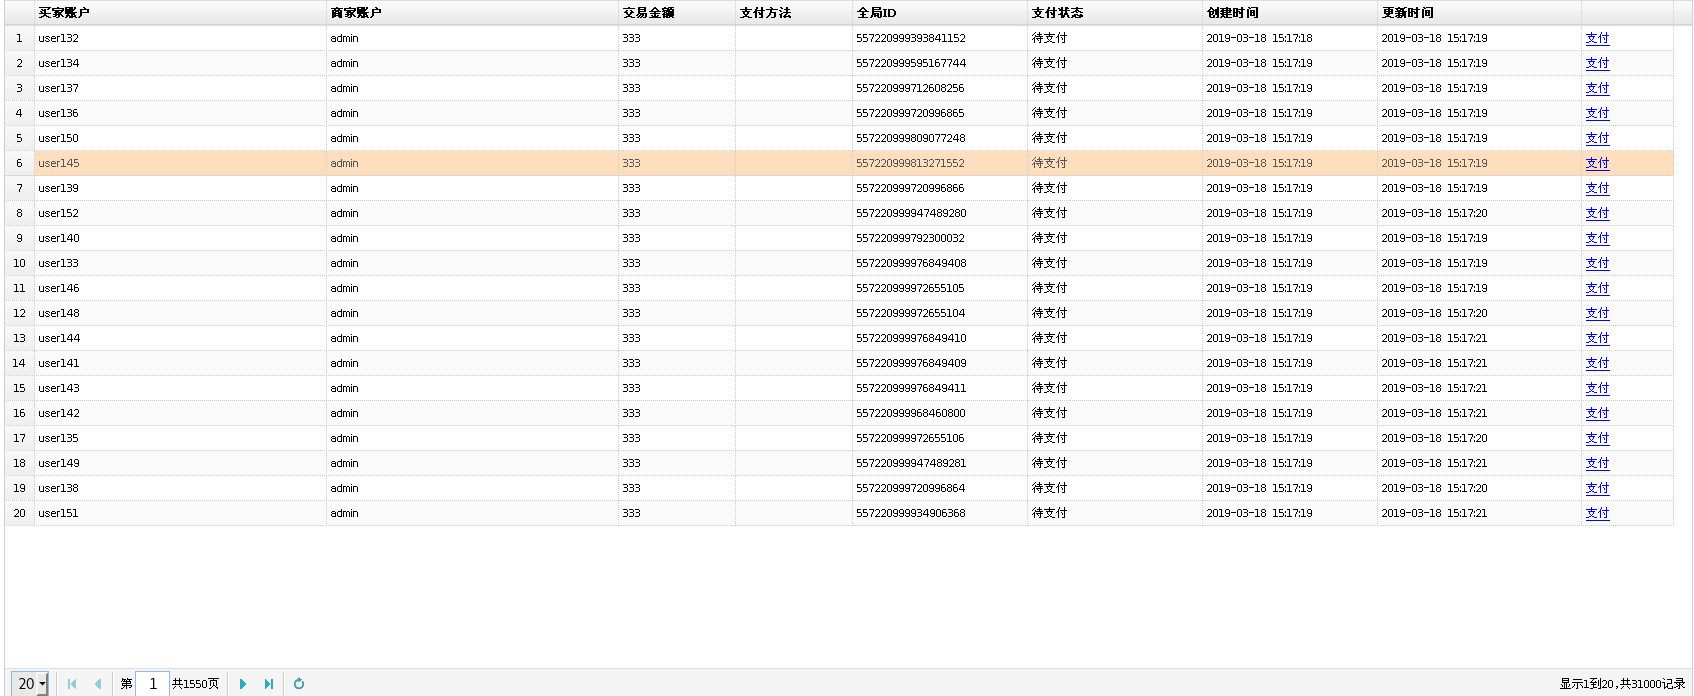 买家账户 商家账户 交易金额 支付方法 全局ID 支付状态 创建时间 更新时间
1 user132 admin 333 557220999393841152 待支付 2019-03-18 15:17:18 2019-03-18 15:17:19 支付
2 user134 admin 333 557220999595167744 待支付 2019-03-18 15:17:19 2019-03-18 15:17:19 支付
3 user137 admin 333 557220999712608256 待支付 2019-03-18 15:17:19 2019-03-18 15:17:19 支付
4 user136 admin 333 557220999720996865 待支付 2019-03-18 15:17:19 2019-03-18 15:17:19 支付
5 user150 admin 333 557220999809077248 待支付 2019-03-18 15:17:19 2019-03-18 15:17:19 支付
6 user145 admin 333 557220999813271552 待支付 2019-03-18 15:17:19 2019-03-18 15:17:19 支付
7 user139 admin 333 557220999720996866 待支付 2019-03-18 15:17:19 2019-03-18 15:17:19 支付
8 user152 admin 333 557220999947489280 待支付 2019-03-18 15:17:19 2019-03-18 15:17:20 支付
9 user140 admin 333 557220999792300032 待支付 2019-03-18 15:17:19 2019-03-18 15:17:19 支付
10 user133 admin 333 557220999976849408 待支付 2019-03-18 15:17:19 2019-03-18 15:17:19 支付
11 user146 admin 333 557220999972655105 待支付 2019-03-18 15:17:19 2019-03-18 15:17:19 支付
12 user148 admin 333 557220999972655104 待支付 2019-03-18 15:17:19 2019-03-18 15:17:20 支付
13 user144 admin 333 557220999976849410 待支付 2019-03-18 15:17:19 2019-03-18 15:17:21 支付
14 user141 admin 333 557220999976849409 待支付 2019-03-18 15:17:19 2019-03-18 15:17:21 支付
15 user143 admin 333 557220999976849411 待支付 2019-03-18 15:17:19 2019-03-18 15:17:21 支付
16 user142 admin 333 557220999968460800 待支付 2019-03-18 15:17:19 2019-03-18 15:17:21 支付
17 user135 admin 333 557220999972655106 待支付 2019-03-18 15:17:19 2019-03-18 15:17:20 支付
18 user149 admin 333 557220999947489281 待支付 2019-03-18 15:17:19 2019-03-18 15:17:21 支付
19 user138 admin 333 557220999720996864 待支付 2019-03-18 15:17:19 2019-03-18 15:17:20 支付
20 user151 admin 333 557220999934906368 待支付 2019-03-18 15:17:19 2019-03-18 15:17:21 支付
20 第 1 共1550页 显示1到20,共31000记录